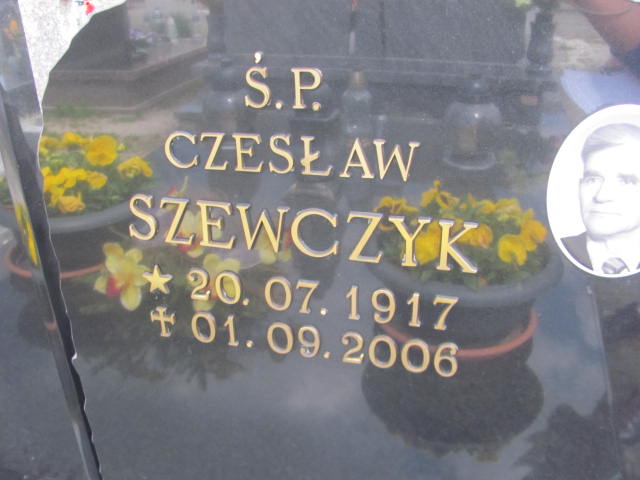 Ś.P.
CZESŁAW
SZEWCZYK
★ 20.07.1917
✝ 01.09.2006